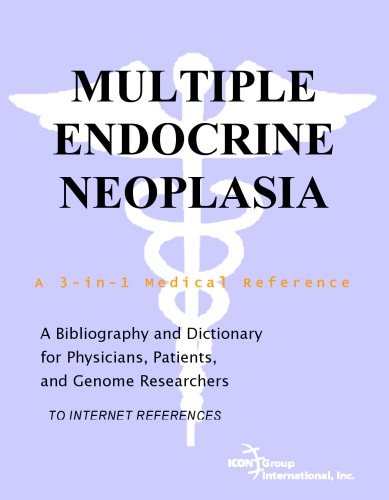 MULTIPLE
ENDOCRINE
NEOPLASIA
A 3-in-1 Medical Reference
A Bibliography and Dictionary
for Physicians, Patients,
and Genome Researchers
TO INTERNET REFERENCES
ICON Group
International, Inc.